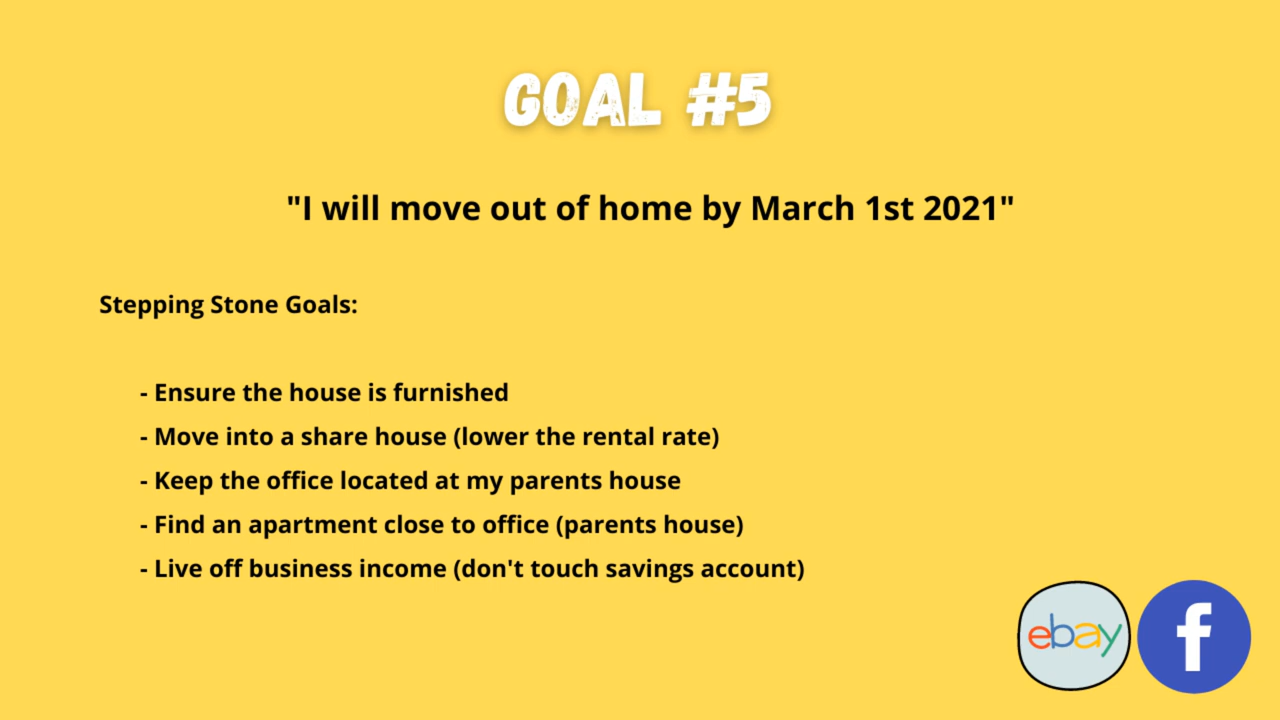 GOAL #5
"I will move out of home by March 1st 2021"
Stepping Stone Goals:
- Ensure the house is furnished
- Move into a share house (lower the rental rate)
- Keep the office located at my parents house
- Find an apartment close to office (parents house)
- Live off business income (don't touch savings account)
ebay
f